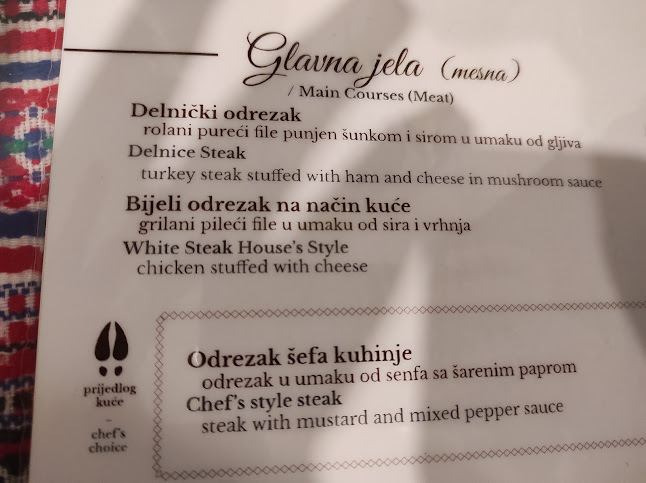 Glavna jela (mesna)
/ Main Courses (Meat)
Delnički odrezak
rolani pureći file punjen šunkom i sirom u umaku od gljiva
Delnice Steak
turkey steak stuffed with ham and cheese in mushroom sauce
Bijeli odrezak na način kuće
grilani pileći file u umaku od sira i vrhnja
White Steak House's Style
chicken stuffed with cheese
prijedlog
kuće
-
chef's
choice
Odrezak šefa kuhinje
odrezak u umaku od senfa sa šarenim paprom
Chef's style steak
steak with mustard and mixed pepper sauce